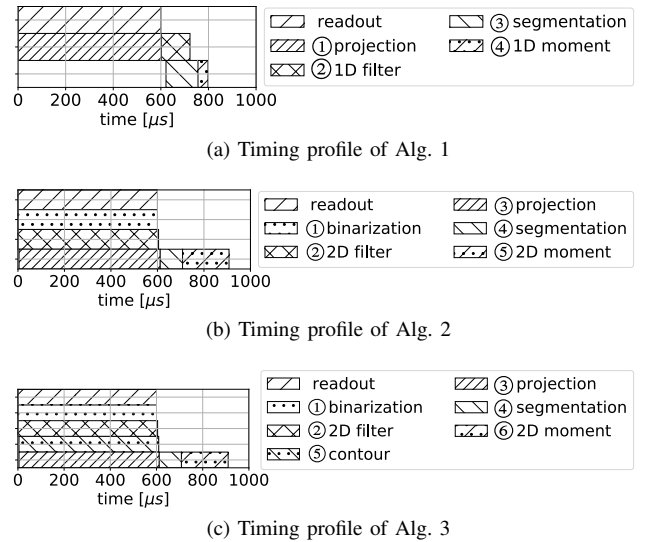 readout
① projection
② 1D filter
③ segmentation
④ 1D moment
0 200 400 600 800 1000
time [μs]
(a) Timing profile of Alg. 1
readout
① binarization
② 2D filter
③ projection
④ segmentation
⑤ 2D moment
0 200 400 600 800 1000
time [μs]
(b) Timing profile of Alg. 2
readout
① binarization
② 2D filter
⑤ contour
③ projection
④ segmentation
⑥ 2D moment
0 200 400 600 800 1000
time [μs]
(c) Timing profile of Alg. 3